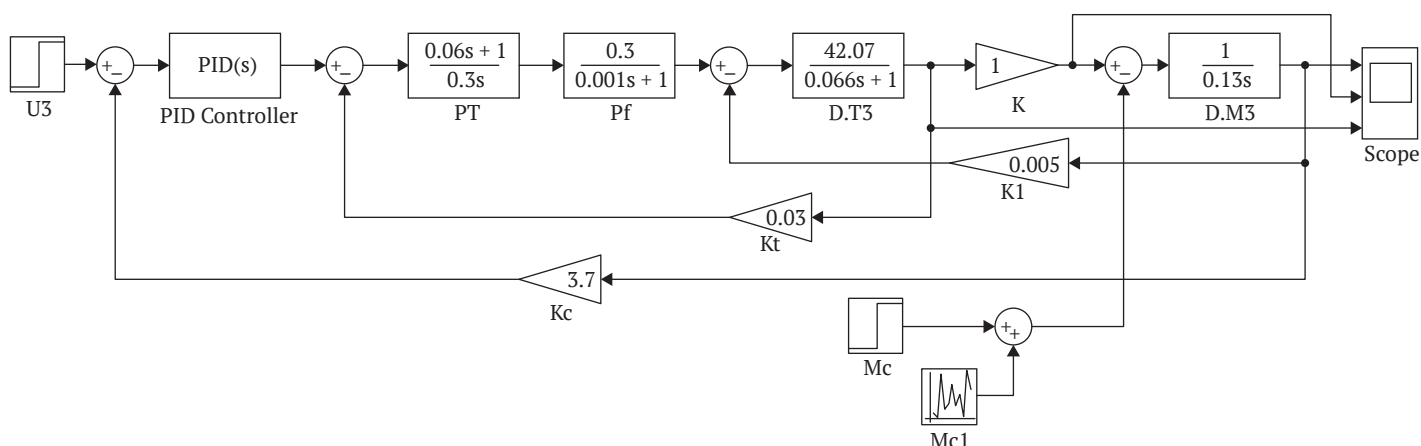 U3
+
−
PID(s)
PID Controller
+
−
0.06s + 1
0.3s
PT
0.3
0.001s + 1
Pf
+
−
42.07
0.066s + 1
D.T3
1
K
+
−
1
0.13s
D.M3
Scope
0.005
K1
0.03
Kt
3.7
Kc
Mc
+
+
Mc1